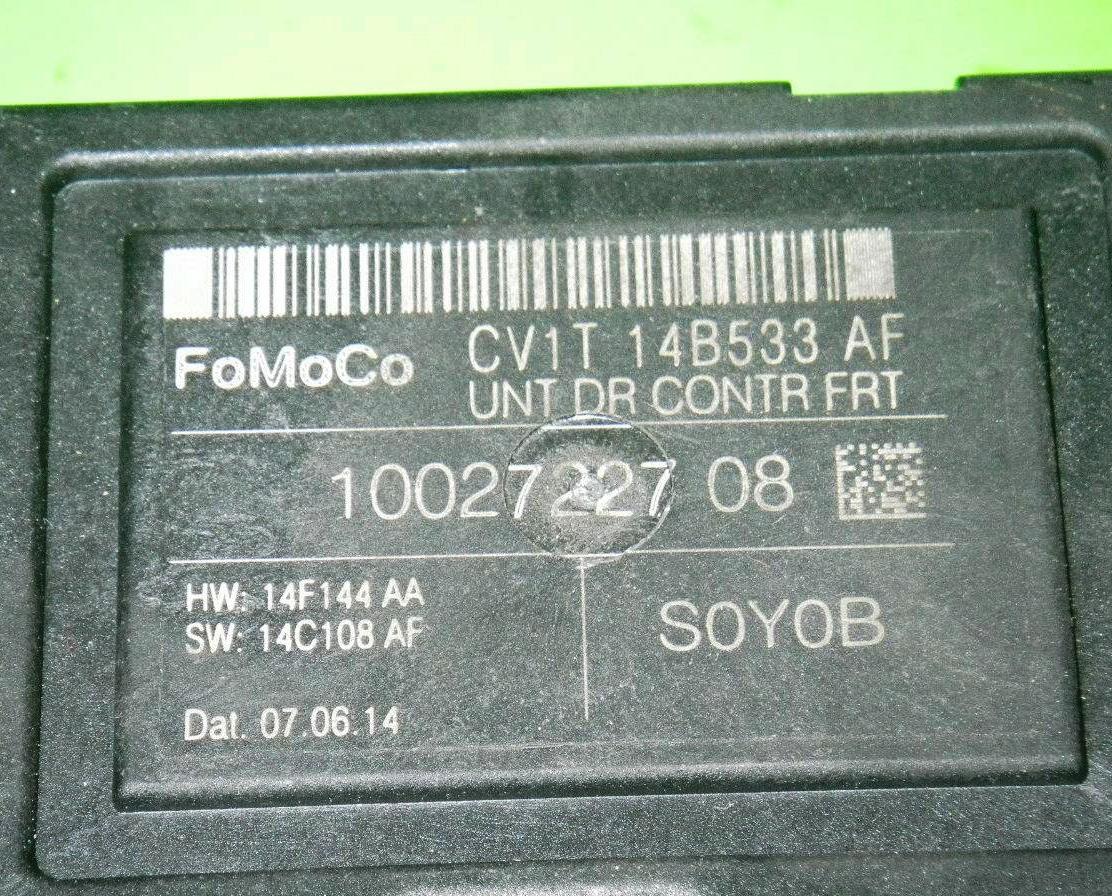 FoMoCo CV1T 14B533 AF
UNT DR CONTR FRT
10027227 08
HW: 14F144 AA
SW: 14C108 AF
S0Y0B
Dat. 07.06.14